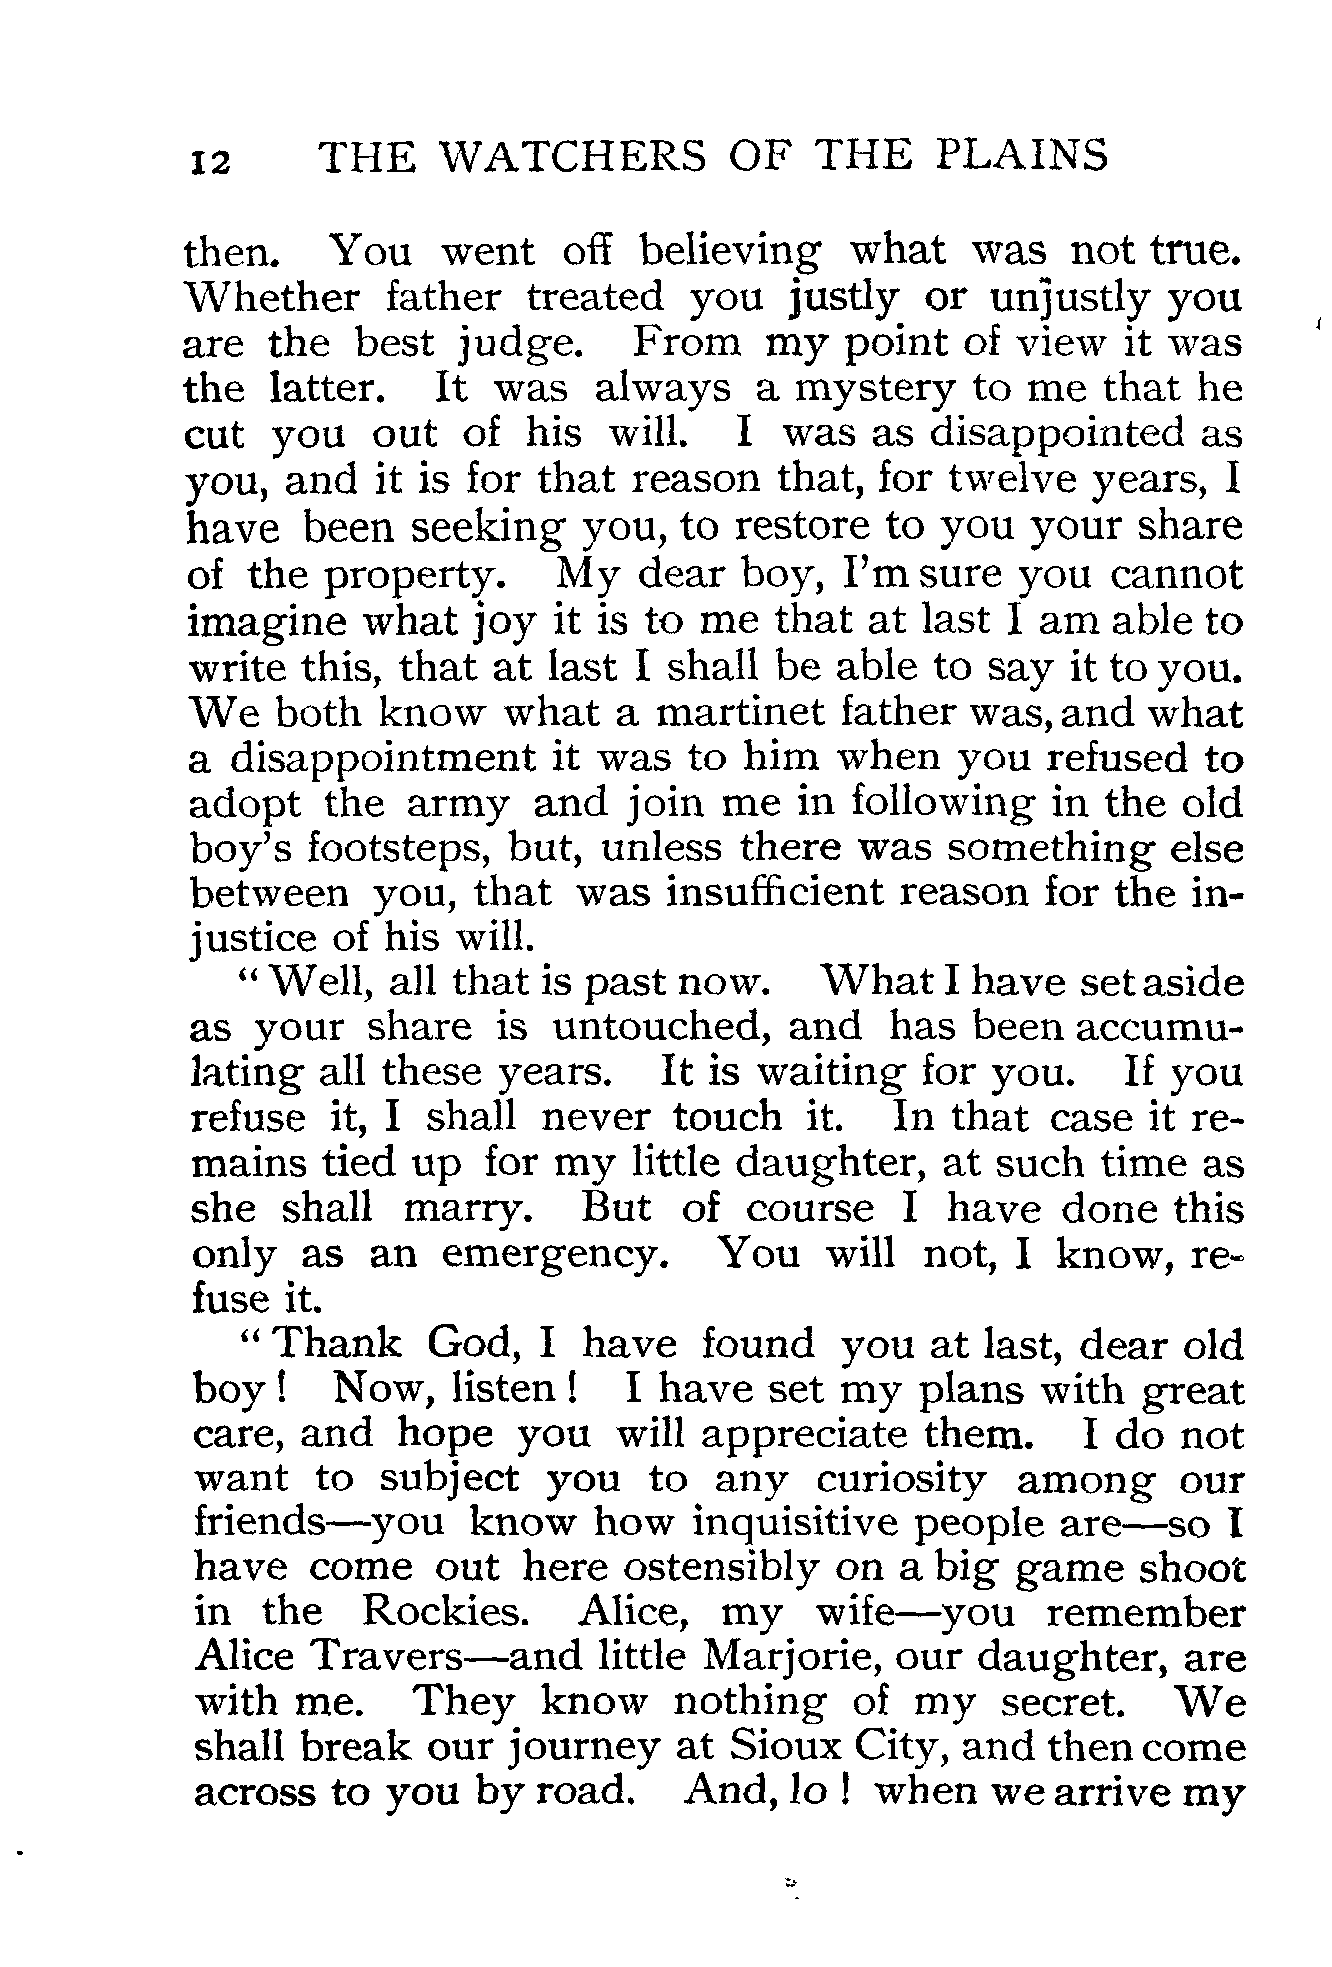 12 THE WATCHERS OF THE PLAINS
then. You went off believing what was not true.
Whether father treated you justly or unjustly you
are the best judge. From my point of view it was
the latter. It was always a mystery to me that he
cut you out of his will. I was as disappointed as
you, and it is for that reason that, for twelve years, I
have been seeking you, to restore to you your share
of the property. My dear boy, I'm sure you cannot
imagine what joy it is to me that at last I am able to
write this, that at last I shall be able to say it to you.
We both know what a martinet father was, and what
a disappointment it was to him when you refused to
adopt the army and join me in following in the old
boy's footsteps, but, unless there was something else
between you, that was insufficient reason for the in-
justice of his will.
“Well, all that is past now. What I have set aside
as your share is untouched, and has been accumu-
lating all these years. It is waiting for you. If you
refuse it, I shall never touch it. In that case it re-
mains tied up for my little daughter, at such time as
she shall marry. But of course I have done this
only as an emergency. You will not, I know, re-
fuse it.
“Thank God, I have found you at last, dear old
boy! Now, listen! I have set my plans with great
care, and hope you will appreciate them. I do not
want to subject you to any curiosity among our
friends—you know how inquisitive people are—so I
have come out here ostensibly on a big game shoot
in the Rockies. Alice, my wife—you remember
Alice Travers—and little Marjorie, our daughter, are
with me. They know nothing of my secret. We
shall break our journey at Sioux City, and then come
across to you by road. And, lo! when we arrive my